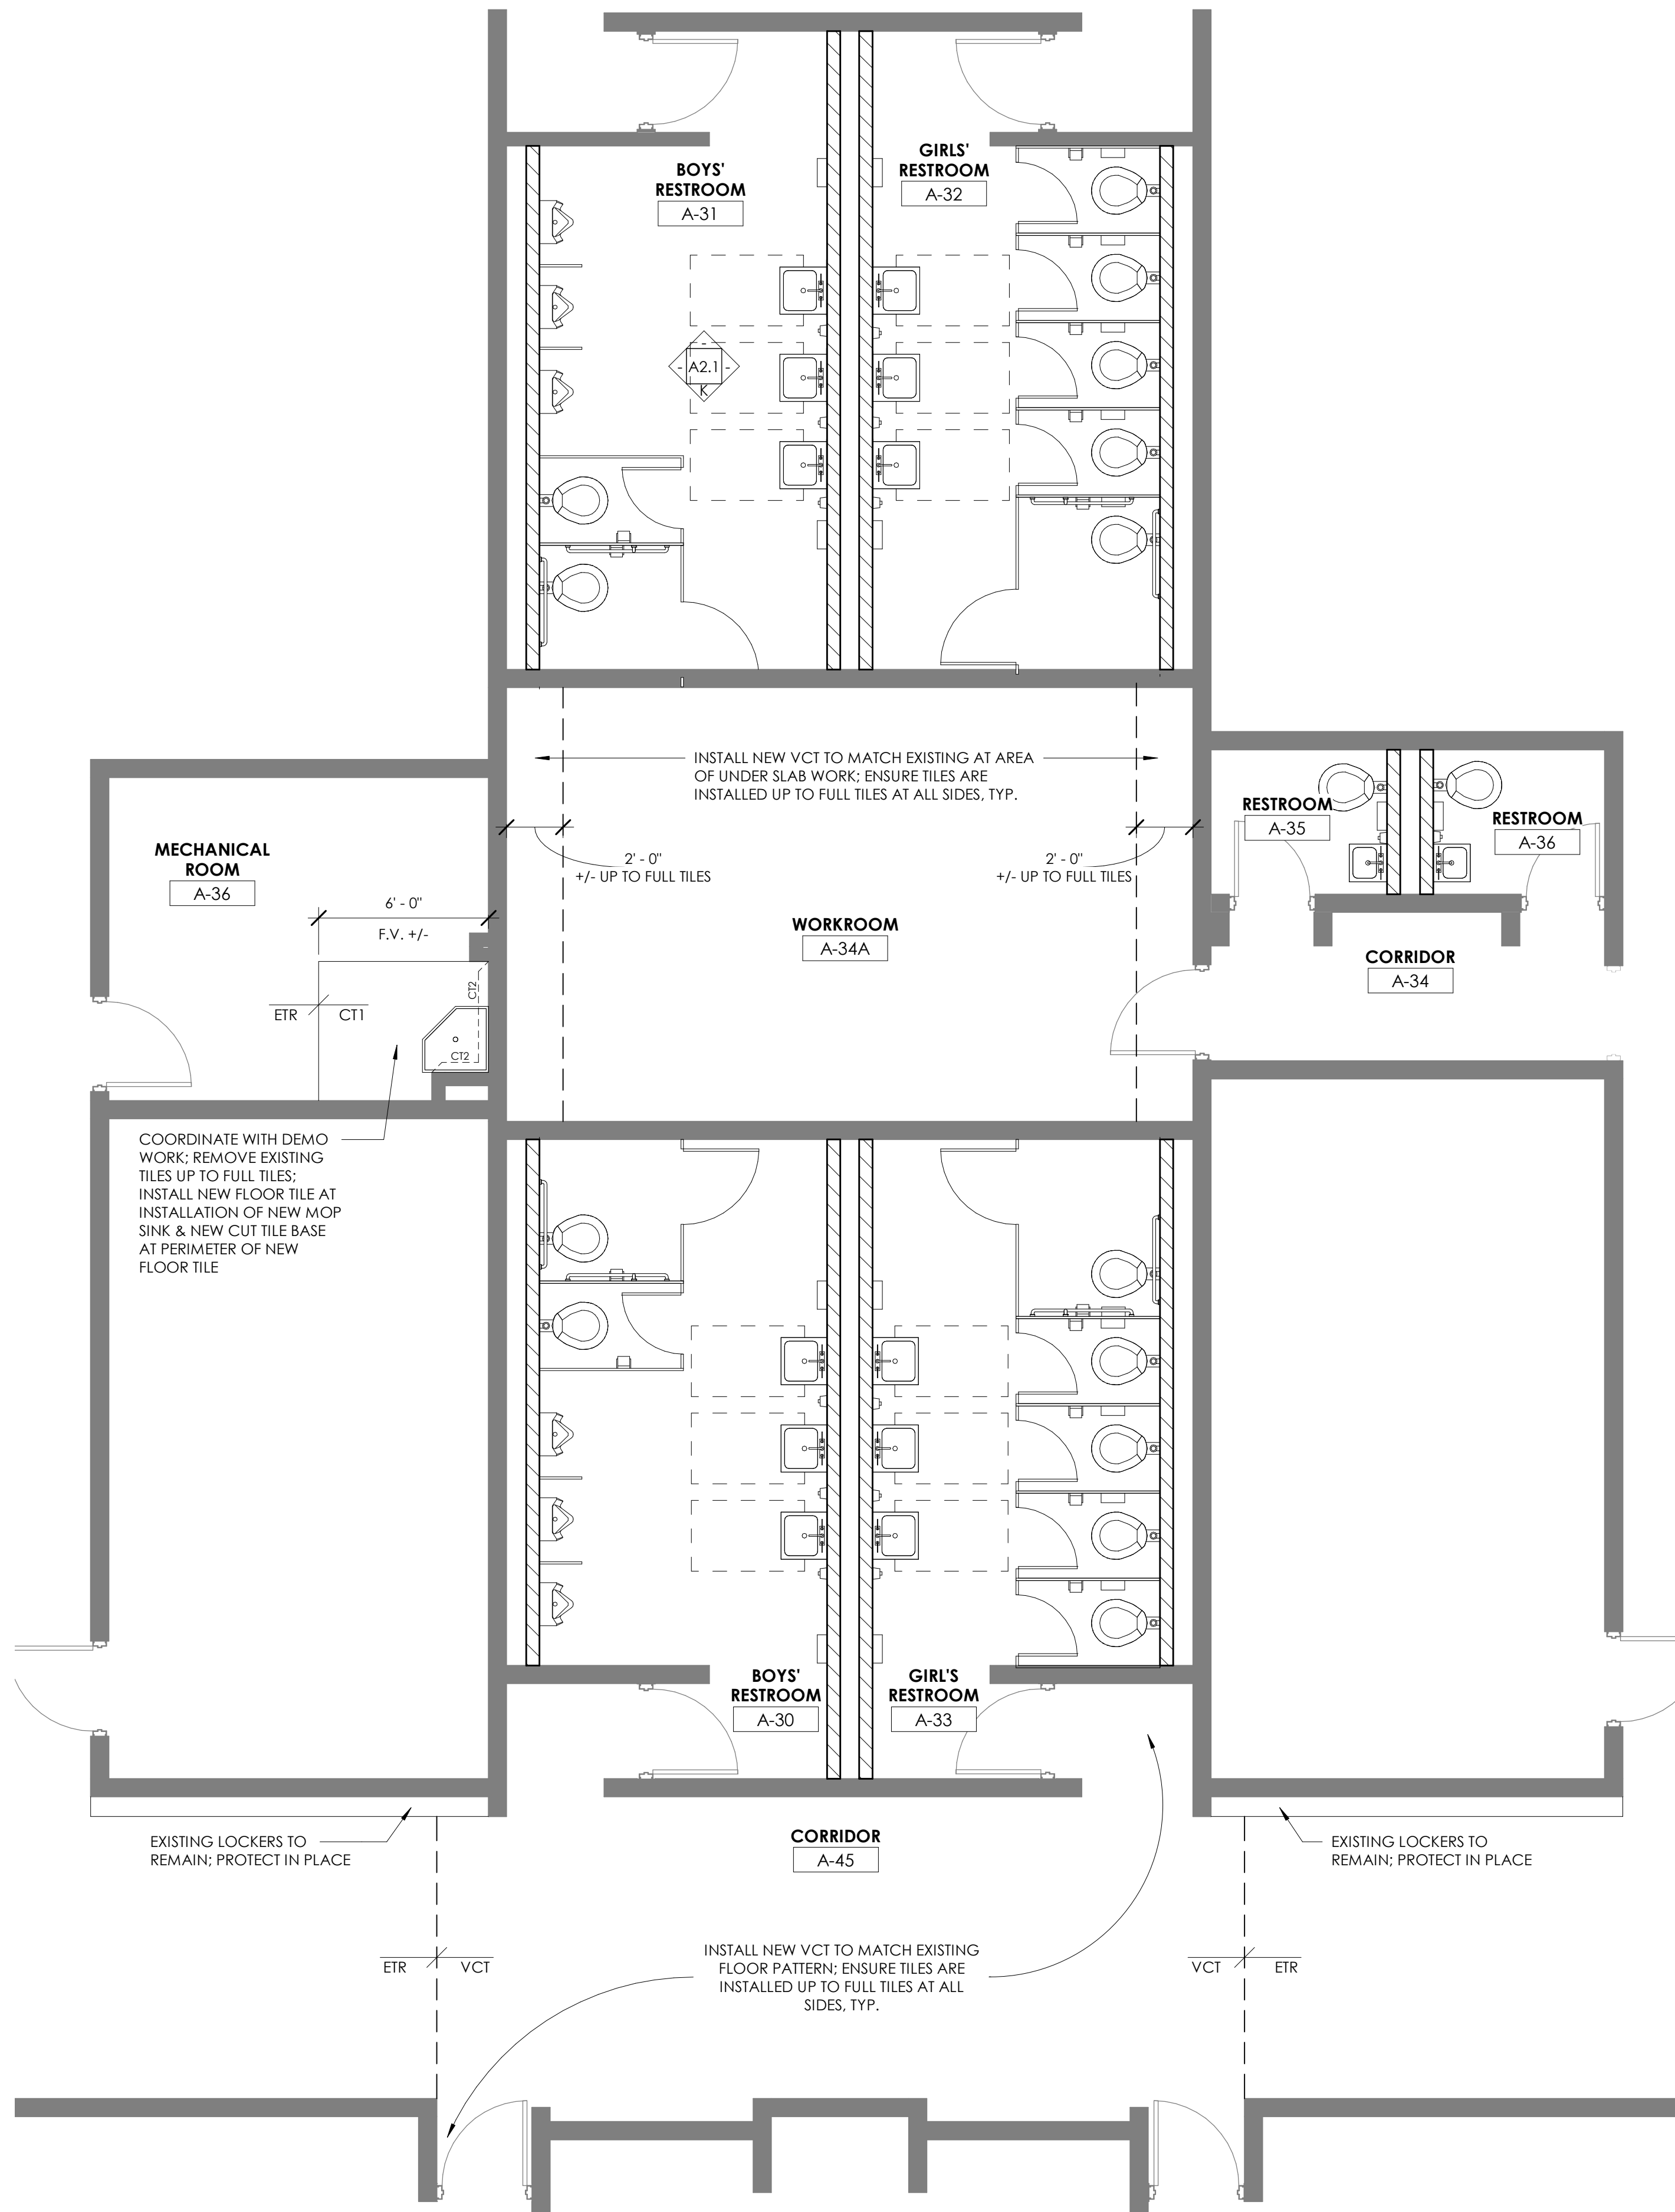 BOYS'
RESTROOM
A-31
GIRLS'
RESTROOM
A-32
-
- A2.1 -
K
INSTALL NEW VCT TO MATCH EXISTING AT AREA
OF UNDER SLAB WORK; ENSURE TILES ARE
INSTALLED UP TO FULL TILES AT ALL SIDES, TYP.
2' - 0"
+/- UP TO FULL TILES
2' - 0"
+/- UP TO FULL TILES
RESTROOM
A-35
RESTROOM
A-36
MECHANICAL
ROOM
A-36
6' - 0"
F.V. +/-
WORKROOM
A-34A
CORRIDOR
A-34
CT2
ETR
CT1
CT2
COORDINATE WITH DEMO
WORK; REMOVE EXISTING
TILES UP TO FULL TILES;
INSTALL NEW FLOOR TILE AT
INSTALLATION OF NEW MOP
SINK & NEW CUT TILE BASE
AT PERIMETER OF NEW
FLOOR TILE
BOYS'
RESTROOM
A-30
GIRL'S
RESTROOM
A-33
EXISTING LOCKERS TO
REMAIN; PROTECT IN PLACE
CORRIDOR
A-45
EXISTING LOCKERS TO
REMAIN; PROTECT IN PLACE
INSTALL NEW VCT TO MATCH EXISTING
FLOOR PATTERN; ENSURE TILES ARE
INSTALLED UP TO FULL TILES AT ALL
SIDES, TYP.
ETR
VCT
VCT
ETR